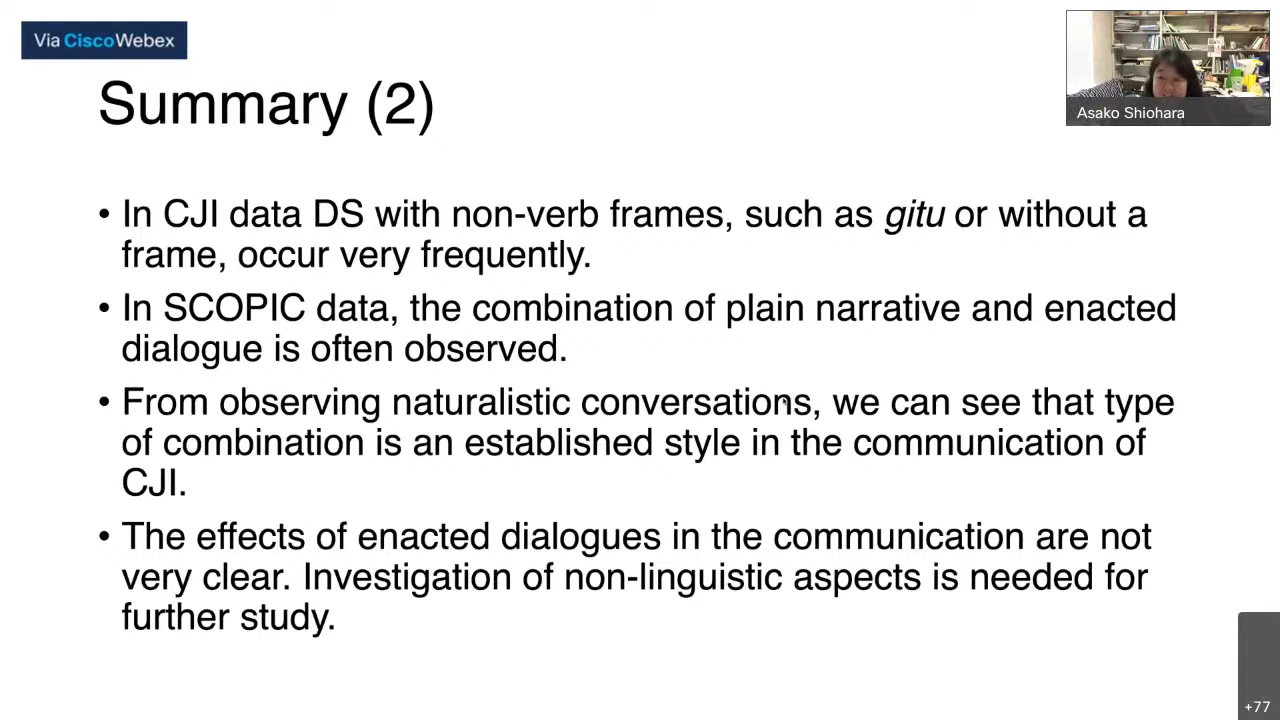 Via CiscoWebex
Asako Shiohara
Summary (2)
• In CJI data DS with non-verb frames, such as gitu or without a
frame, occur very frequently.
• In SCOPIC data, the combination of plain narrative and enacted
dialogue is often observed.
• From observing naturalistic conversations, we can see that type
of combination is an established style in the communication of
CJI.
• The effects of enacted dialogues in the communication are not
very clear. Investigation of non-linguistic aspects is needed for
further study.
+77